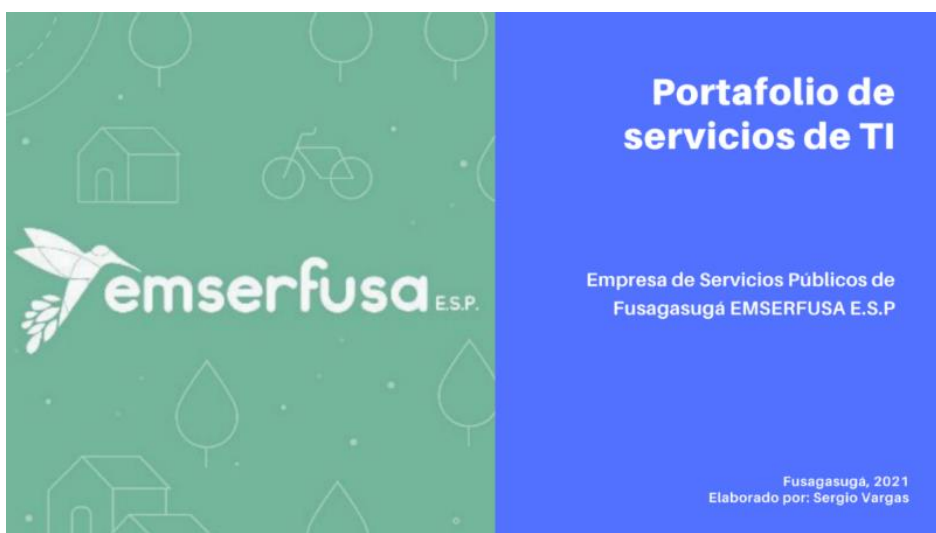 emserfusa E.S.P.
Portafolio de
servicios de TI
Empresa de Servicios Públicos de
Fusagasugá EMSERFUSA E.S.P
Fusagasugá, 2021
Elaborado por: Sergio Vargas